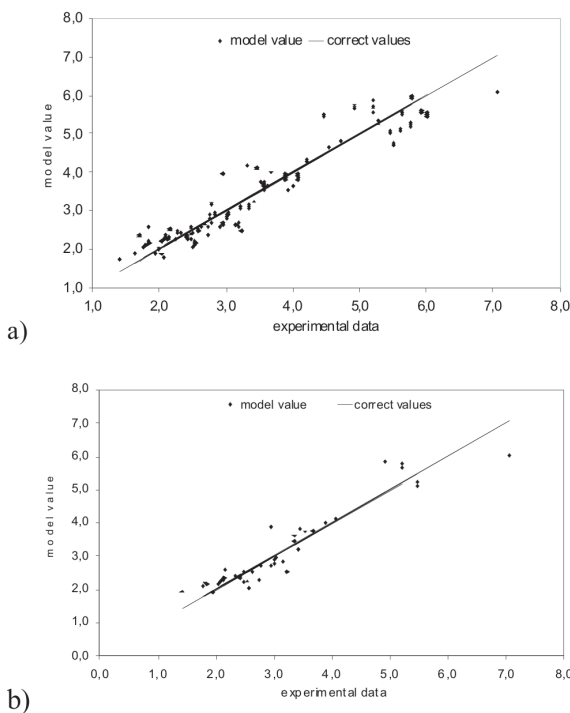 8,0
model value correct values
7,0
6,0
5,0
4,0
3,0
2,0
1,0
model value
1,0 2,0 3,0 4,0 5,0 6,0 7,0 8,0
experimental data
a)
8,0
model value correct values
7,0
6,0
5,0
4,0
3,0
2,0
1,0
0,0
model value
0,0 1,0 2,0 3,0 4,0 5,0 6,0 7,0 8,0
experimental data
b)